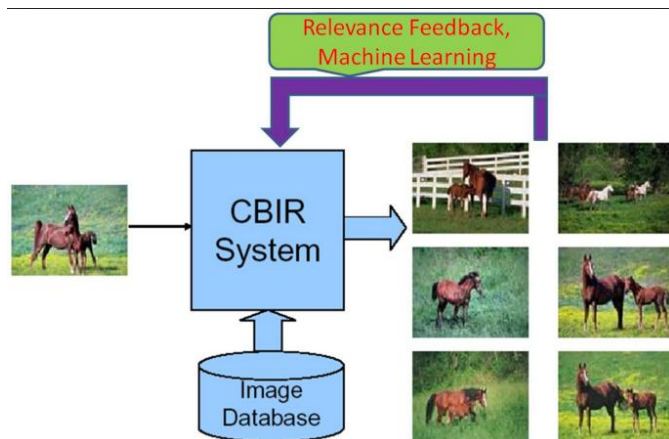 Relevance Feedback,
Machine Learning
CBIR
System
Image
Database